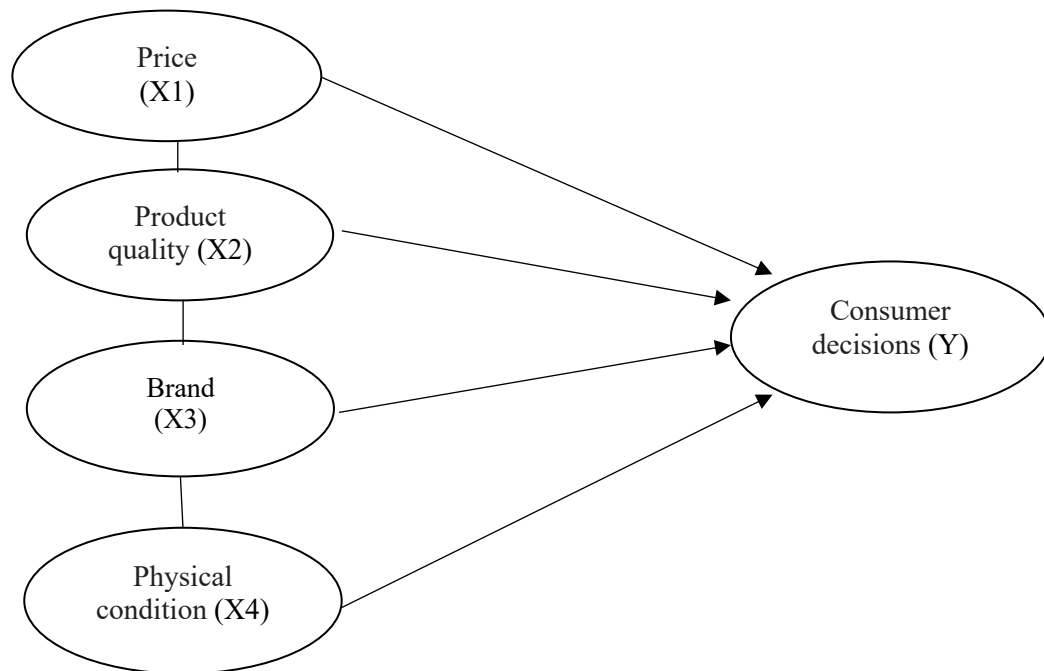 Price
(X1)
Product
quality (X2)
Brand
(X3)
Physical
condition (X4)
Consumer
decisions (Y)